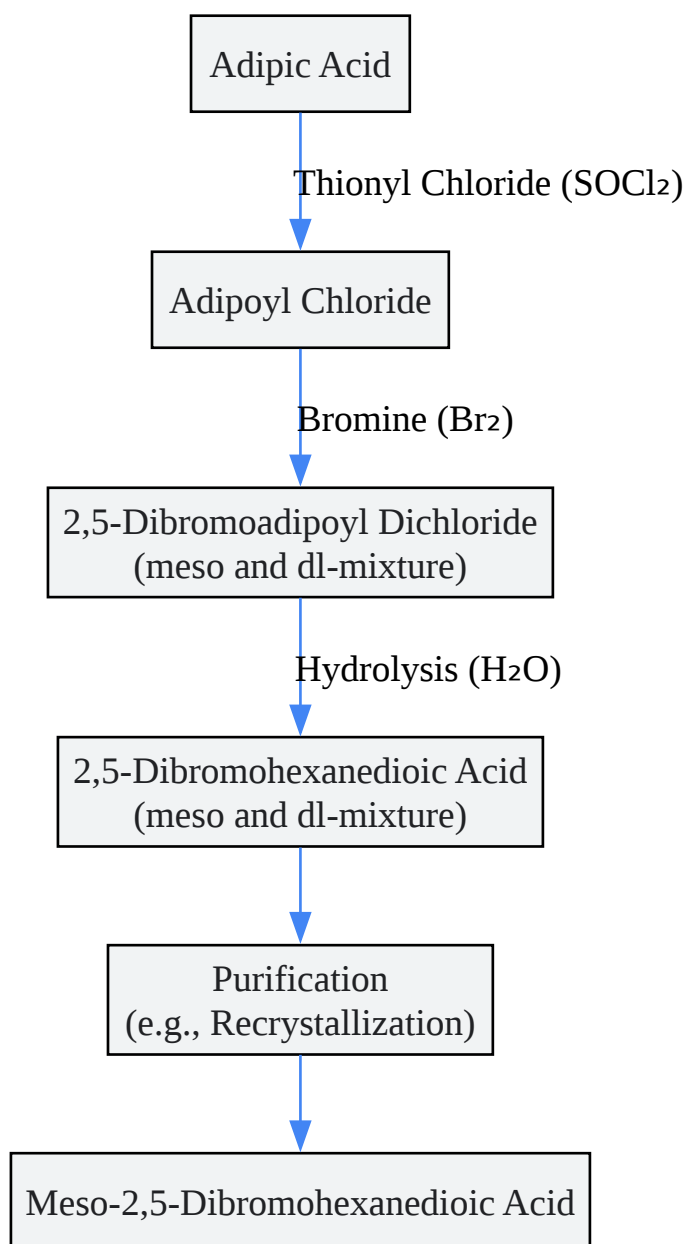 Adipic Acid
Thionyl Chloride (SOCl₂)
Adipoyl Chloride
Bromine (Br₂)
2,5-Dibromoadipoyl Dichloride
(meso and dl-mixture)
Hydrolysis (H₂O)
2,5-Dibromohexanedioic Acid
(meso and dl-mixture)
Purification
(e.g., Recrystallization)
Meso-2,5-Dibromohexanedioic Acid